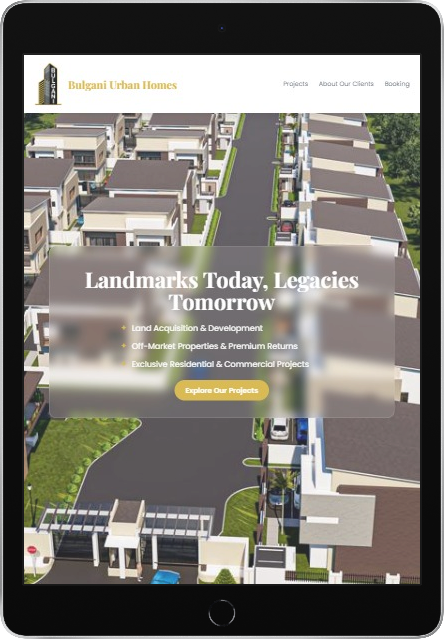 BULGANI
Bulgani Urban Homes
Projects
About Our Clients
Booking
Landmarks Today, Legacies
Tomorrow
Land Acquisition & Development
Off-Market Properties & Premium Returns
Exclusive Residential & Commercial Projects
Explore Our Projects